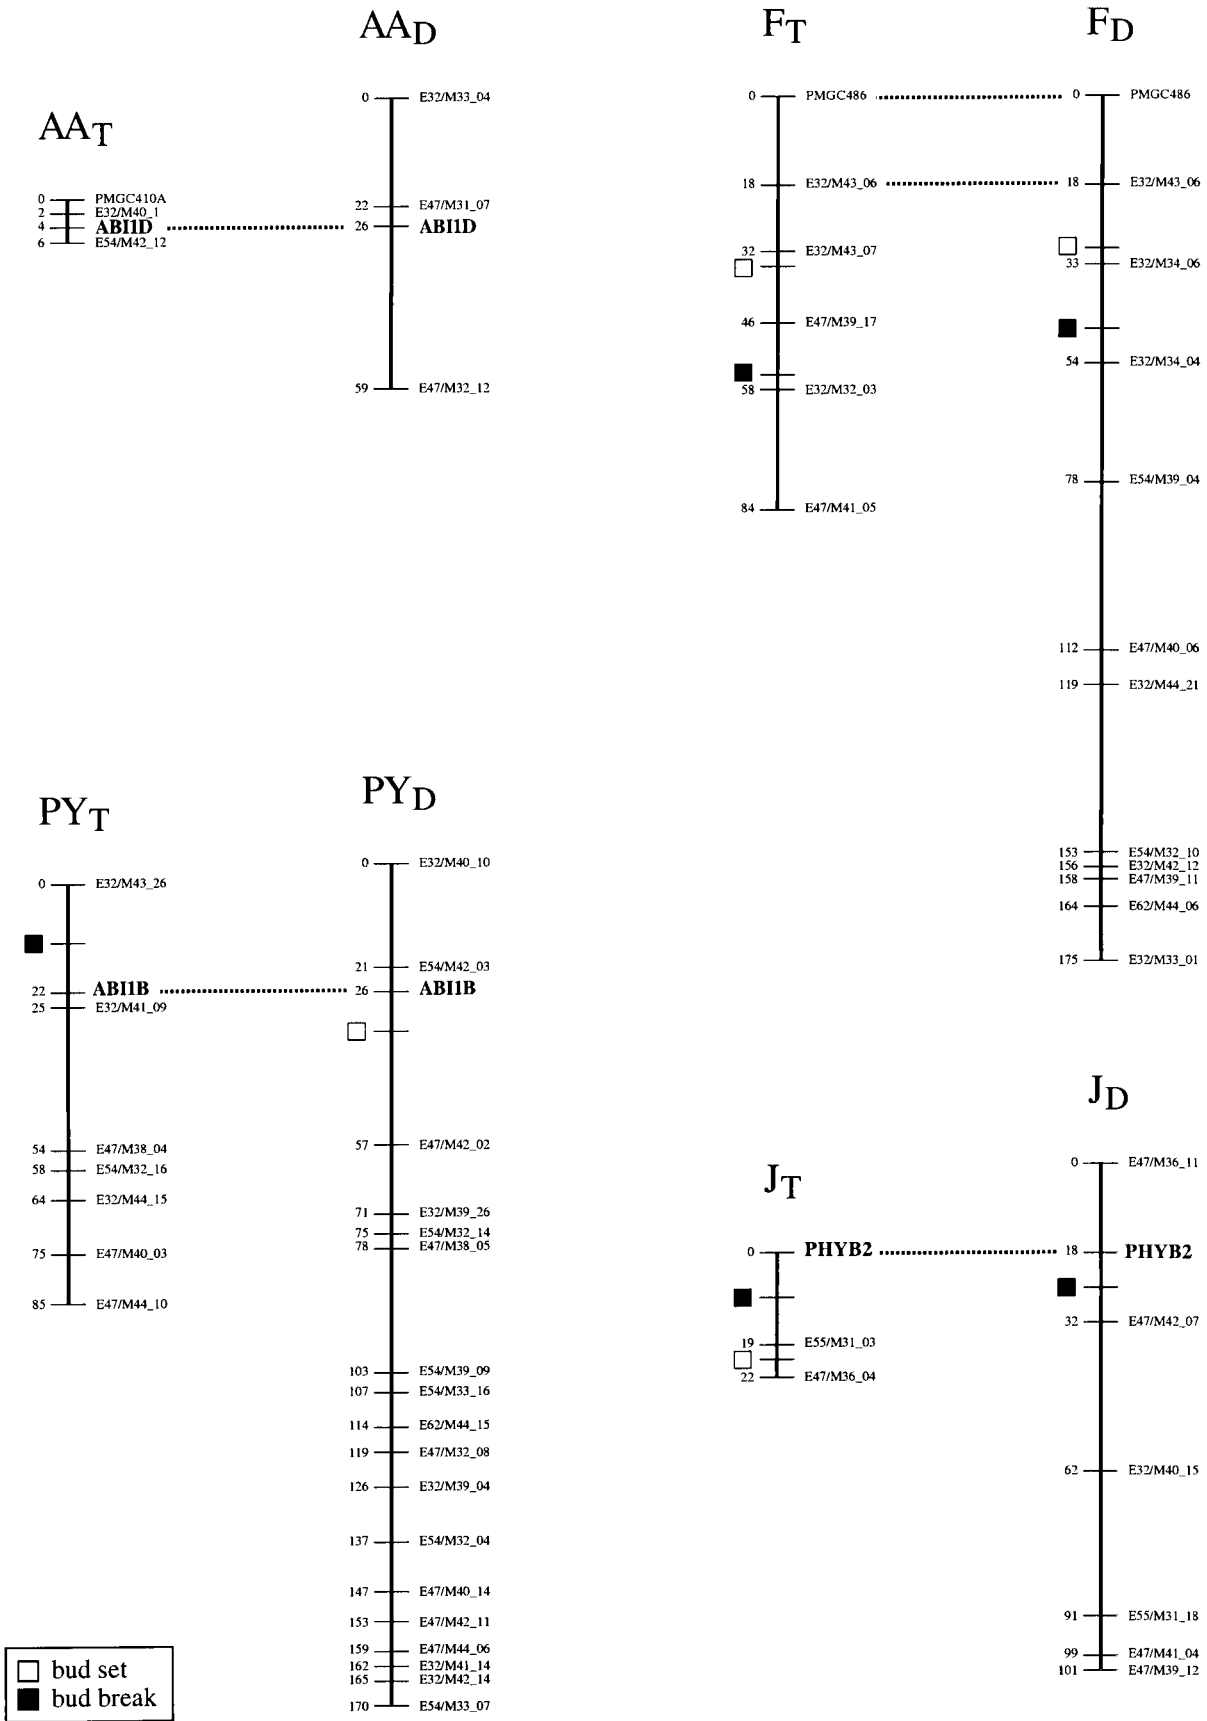 AA_T
0 PMGC410A
2 E32/M40_1
4 ABI1D
6 E54/M42_12
AA_D
0 E32/M33_04
22 E47/M31_07
26 ABI1D
59 E47/M32_12
F_T
0 PMGC486
18 E32/M43_06
32 E32/M43_07
46 E47/M39_17
58 E32/M32_03
84 E47/M41_05
F_D
0 PMGC486
18 E32/M43_06
33 E32/M34_06
54 E32/M34_04
78 E54/M39_04
112 E47/M40_06
119 E32/M44_21
153 E54/M32_10
156 E32/M42_12
158 E47/M39_11
164 E62/M44_06
175 E32/M33_01
PY_T
0 E32/M43_26
22 ABI1B
25 E32/M41_09
54 E47/M38_04
58 E54/M32_16
64 E32/M44_15
75 E47/M40_03
85 E47/M44_10
PY_D
0 E32/M40_10
21 E54/M42_03
26 ABI1B
57 E47/M42_02
71 E32/M39_26
75 E54/M32_14
78 E47/M38_05
103 E54/M39_09
107 E54/M33_16
114 E62/M44_15
119 E47/M32_08
126 E32/M39_04
137 E54/M32_04
147 E47/M40_14
153 E47/M42_11
159 E47/M44_06
162 E32/M41_14
165 E32/M42_14
170 E54/M33_07
J_T
0 PHYB2
19 E55/M31_03
22 E47/M36_04
J_D
0 E47/M36_11
18 PHYB2
32 E47/M42_07
62 E32/M40_15
91 E55/M31_18
99 E47/M41_04
101 E47/M39_12
bud set
bud break